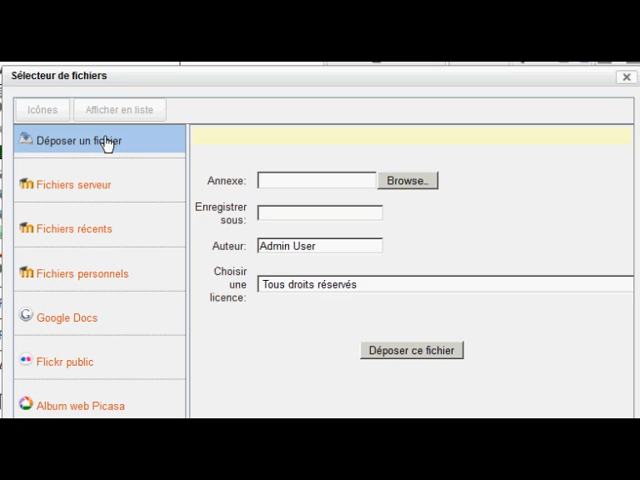 Sélecteur de fichiers
Icônes
Afficher en liste
Déposer un fichier
Fichiers serveur
Fichiers récents
Fichiers personnels
Google Docs
Flickr public
Album web Picasa
Annexe:
Browse..
Enregistrer
sous:
Auteur: Admin User
Choisir
une
licence:
Tous droits réservés
Déposer ce fichier